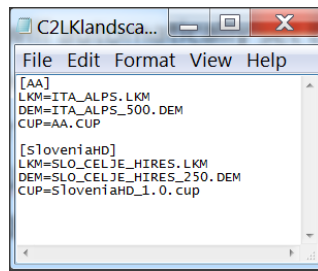 C2LKlandsca...
File Edit Format View Help
[AA]
LKM=ITA_ALPS.LKM
DEM=ITA_ALPS_500.DEM
CUP=AA.CUP
[SloveniaHD]
LKM=SLO_CELJE_HIRES.LKM
DEM=SLO_CELJE_HIRES_250.DEM
CUP=SloveniaHD_1.0.cup